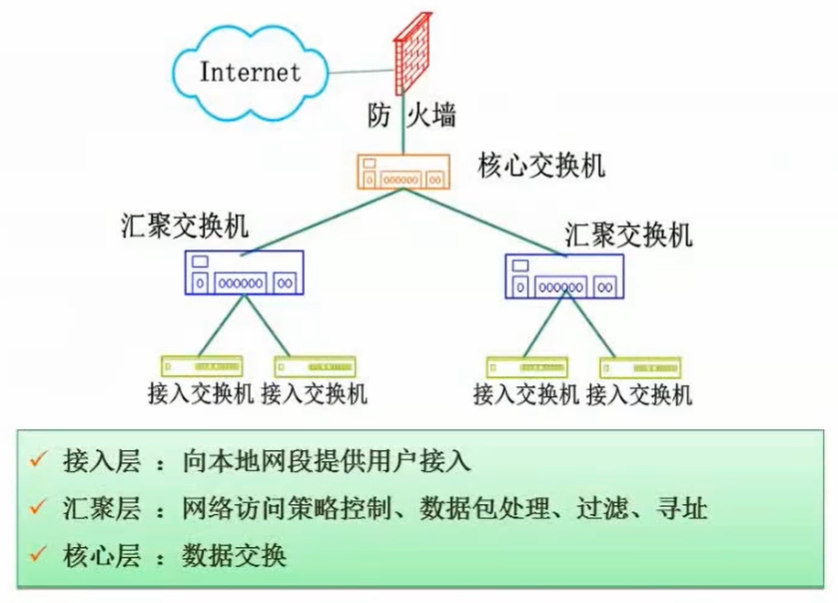 Internet
防 火墙
核心交换机
汇聚交换机
汇聚交换机
接入交换机 接入交换机
接入交换机 接入交换机
✓ 接入层 ：向本地网段提供用户接入
✓ 汇聚层 ：网络访问策略控制、数据包处理、过滤、寻址
✓ 核心层 ：数据交换